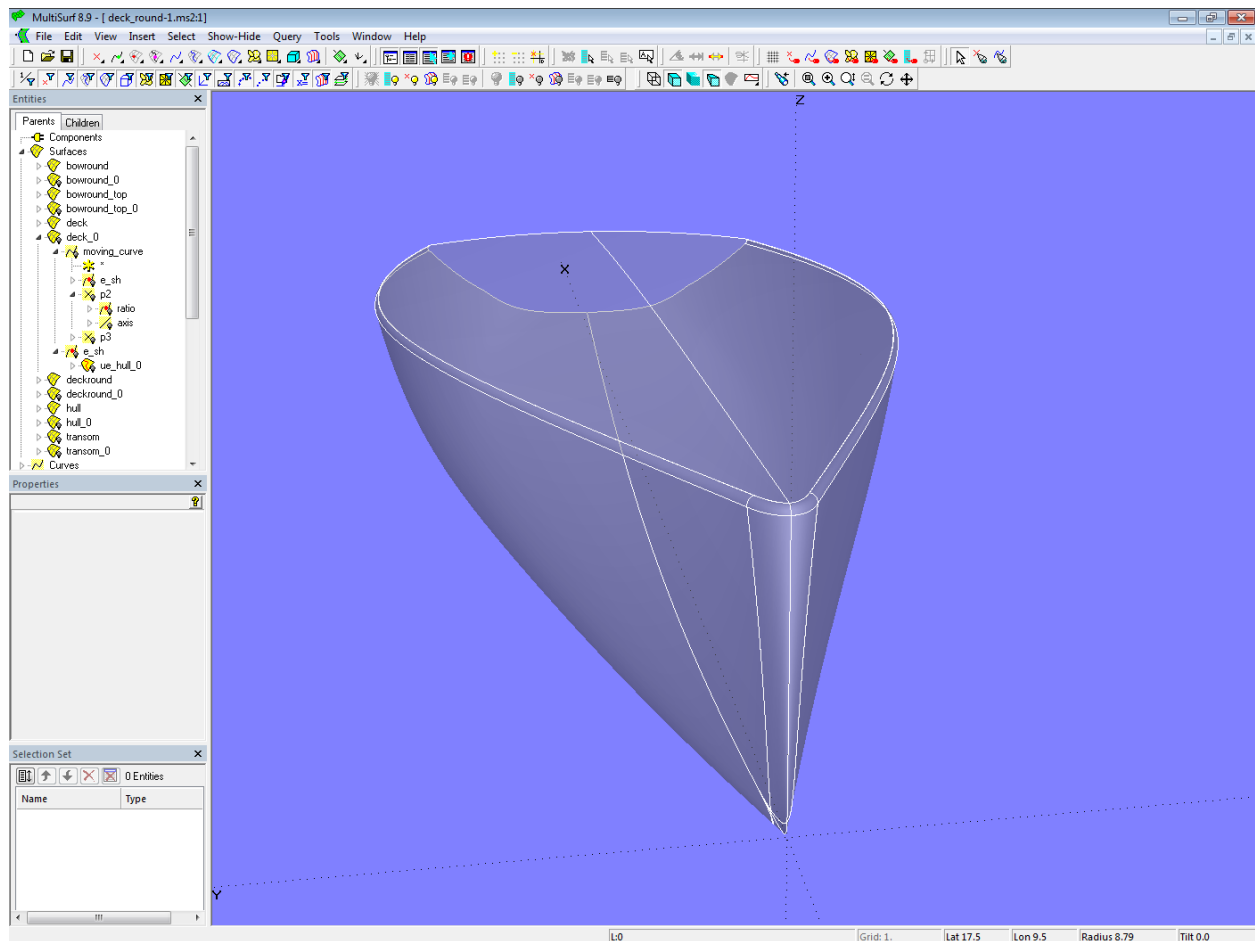 MultiSurf 8.9 - [ deck_round-1.ms2:1]
File Edit View Insert Select Show-Hide Query Tools Window Help
Entities
Parents Children
Components
Surfaces
bowround
bowround_0
bowround_top
bowround_top_0
deck
deck_0
moving_curve
*
e_sh
p2
ratio
axis
p3
e_sh
ue_hull_0
deckround
deckround_0
hull
hull_0
transom
transom_0
Curves
Properties
Selection Set
0 Entities
Name Type
Z
X
Y
L:0 Grid: 1. Lat 17.5 Lon 9.5 Radius 8.79 Tilt 0.0